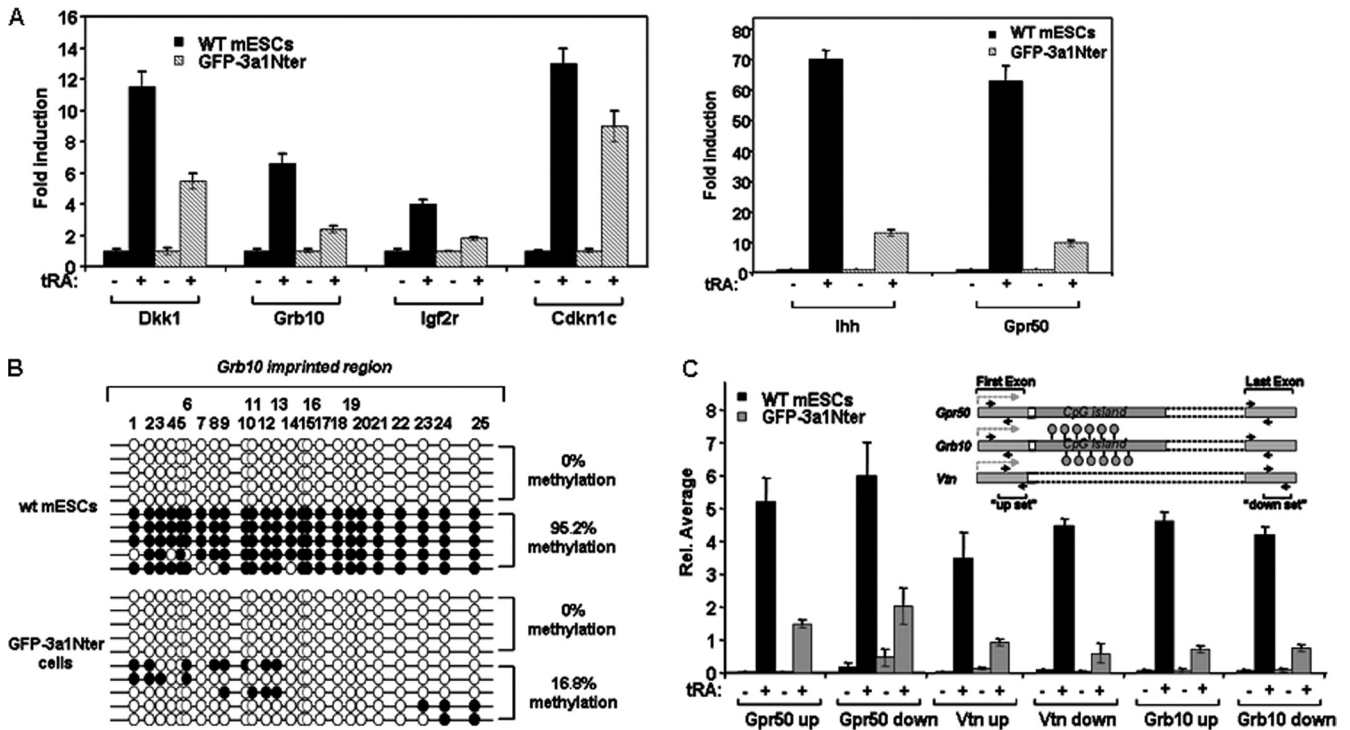 A
WT mESCs
GFP-3a1Nter
Fold induction
16
14
12
10
8
6
4
2
0
tRA: - + - + - + - + 
Dkk1 Grb10 Igf2r Cdkn1c
WT mESCs
GFP-3a1Nter
Fold induction
80
70
60
50
40
30
20
10
0
tRA: - + - + - + - +
Ihh Gpr50
B
Grb10 imprinted region
6 11 13 16 19
1 23 45 7 89 10 12 1415 1718 2021 22 23 24 25
wt mESCs
0%
methylation
95.2%
methylation
GFP-3a1Nter
cells
0%
methylation
16.8%
methylation
C
WT mESCs
GFP-3a1Nter
Rel. Average
8
7
6
5
4
3
2
1
0
First Exon Last Exon
Gpr50 CpG island
Grb10 CpG island
Vtn
"up set" "down set"
tRA: - + - + - + - + - + - + - + - + - + - + - + - +
Gpr50 up Gpr50 down Vtn up Vtn down Grb10 up Grb10 down